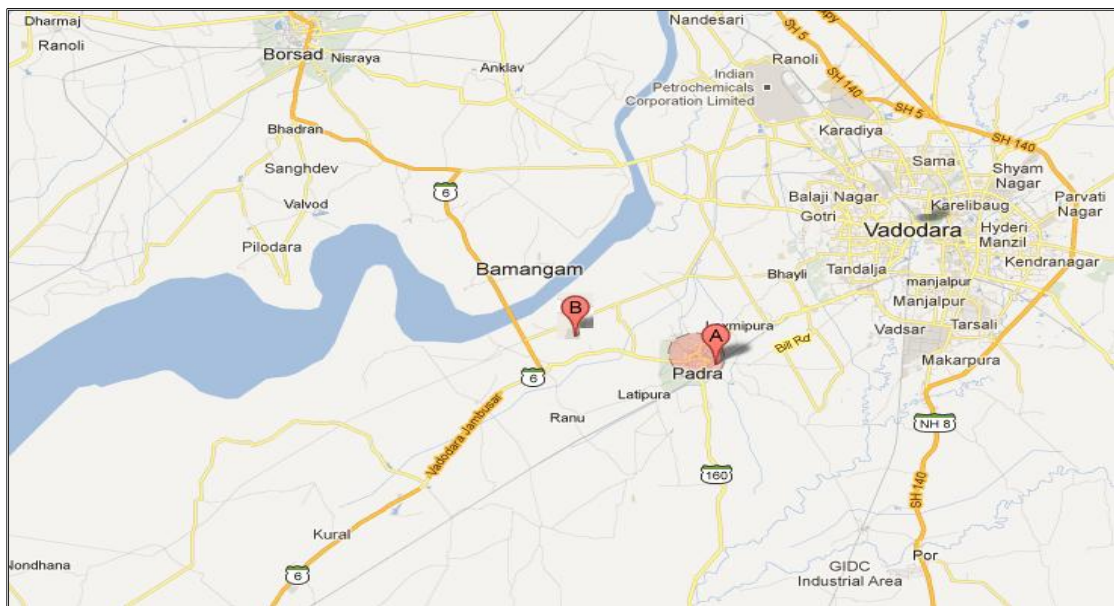 Dharmaj
Ranoli
Borsad
Nisraya
Anklav
Nandesari
SH 5
Ranoli
Indian
Petrochemicals
Corporation Limited
SH 140
SH 5
SH 140
Karadiya
Bhadran
Sanghdev
Sama
Shyam
Nagar
6
Valvod
Balaji Nagar
Gotri
Karelibaug
Parvati
Nagar
Pilodara
Vadodara
Hyderi
Manzil
Bamangam
Bhayli
Tandalja
Kendranagar
manjalpur
Manjalpur
B
Laxmipura
A
Vadsar
Tarsali
Bill Rd
Makarpura
6
Padra
Latipura
Ranu
NH 8
Vadodara Jambusar
160
SH 140
Kural
Por
6
GIDC
Industrial Area